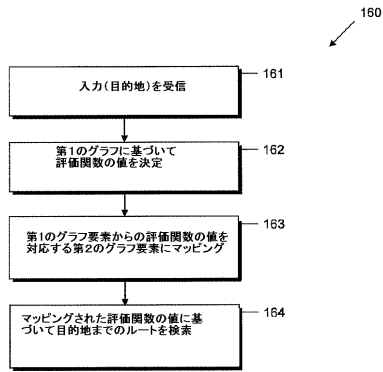 160
入力(目的地)を受信
161
第1のグラフに基づいて
評価関数の値を決定
162
第1のグラフ要素からの評価関数の値を
対応する第2のグラフ要素にマッピング
163
マッピングされた評価関数の値に基
づいて目的地までのルートを検索
164